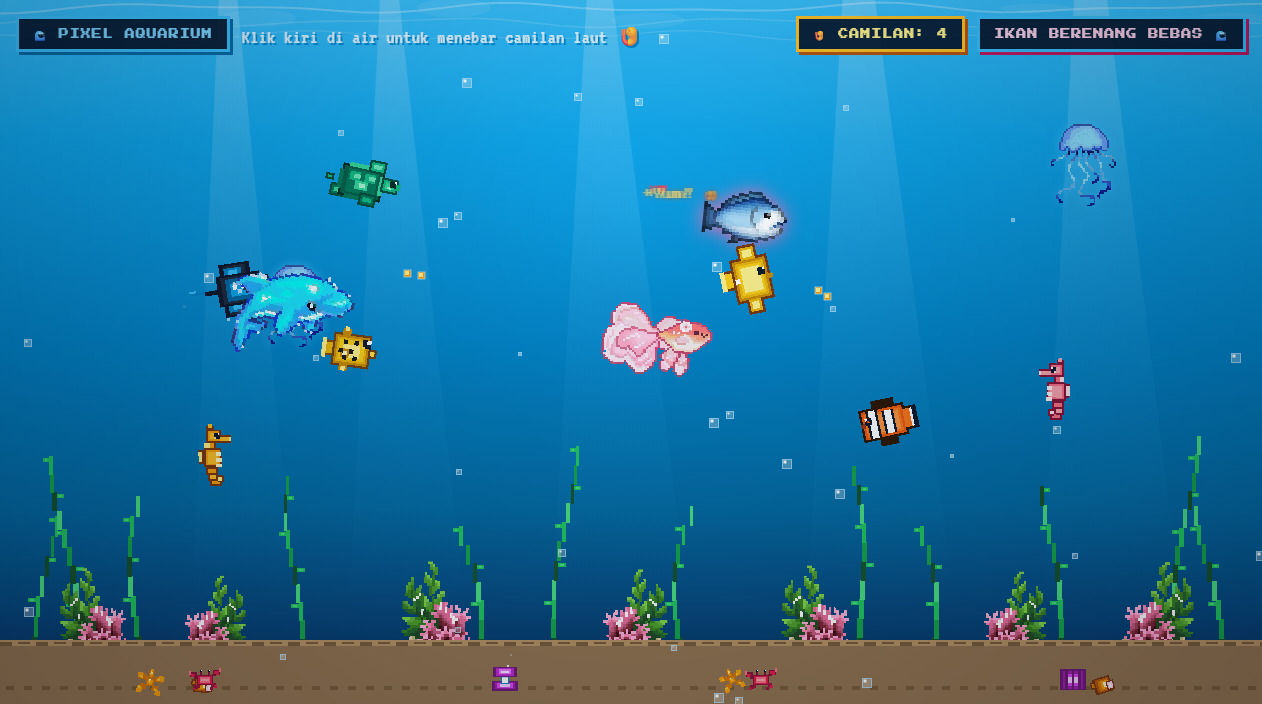 PIXEL AQUARIUM
Klik kiri di air untuk menebar camilan laut
CAMILAN: 4
IKAN BERENANG BEBAS